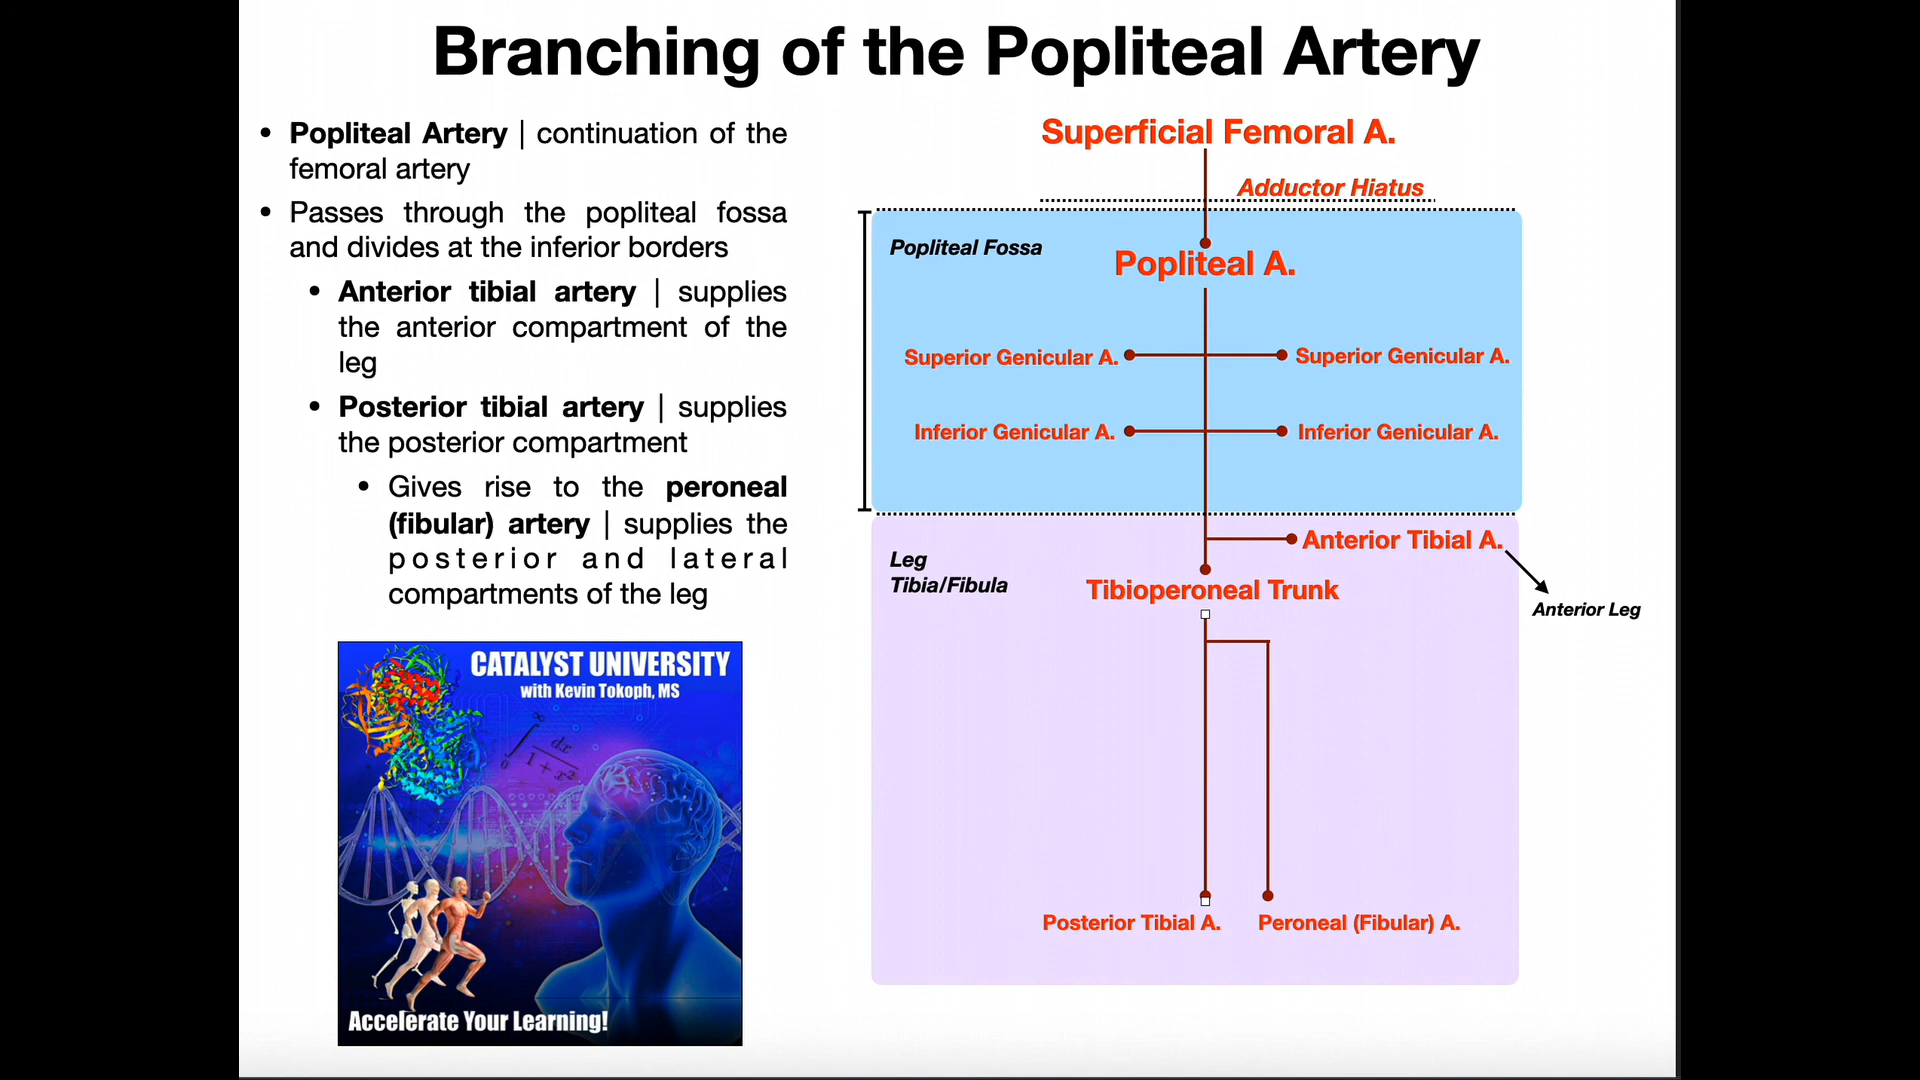 Branching of the Popliteal Artery
• Popliteal Artery | continuation of the
femoral artery
• Passes through the popliteal fossa
and divides at the inferior borders
• Anterior tibial artery | supplies
the anterior compartment of the
leg
• Posterior tibial artery | supplies
the posterior compartment
• Gives rise to the peroneal
(fibular) artery | supplies the
posterior and lateral
compartments of the leg
CATALYST UNIVERSITY
with Kevin Tokoph, MS
∫ ∞ 0 dx
1 + x²
Accelerate Your Learning!
Superficial Femoral A.
Adductor Hiatus
Popliteal Fossa
Popliteal A.
Superior Genicular A. Superior Genicular A.
Inferior Genicular A. Inferior Genicular A.
Anterior Tibial A.
Leg
Tibia/Fibula
Tibioperoneal Trunk
Anterior Leg
Posterior Tibial A. Peroneal (Fibular) A.